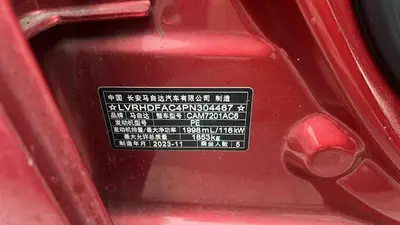 中国 长安马自达汽车有限公司 制造
☆LVRHDFAC4PN304467☆
品牌 马自达 整车型号 CAM7201AC6
发动机型号 PE
发动机排量/最大净功率 1998mL/116kW
最大允许总质量 1853kg
制造年月 2023-11 乘坐人数 5